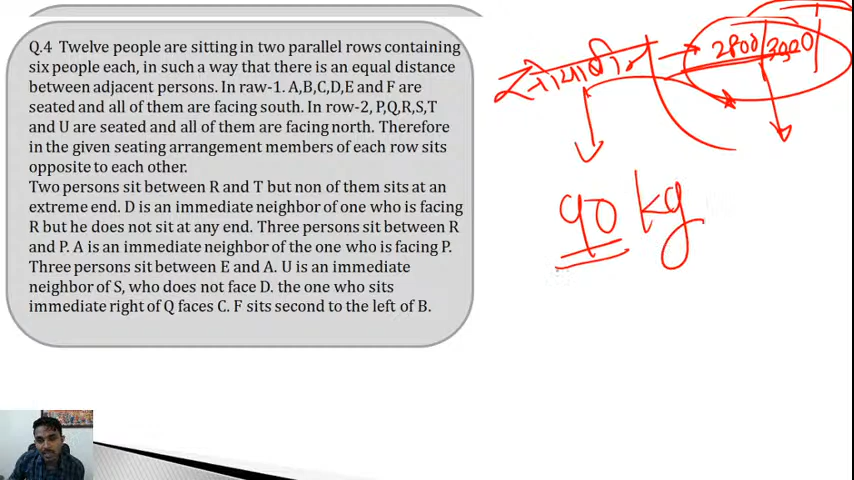 Q.4 Twelve people are sitting in two parallel rows containing
six people each, in such a way that there is an equal distance
between adjacent persons. In raw-1. A,B,C,D,E and F are
seated and all of them are facing south. In row-2, P,Q,R,S,T
and U are seated and all of them are facing north. Therefore
in the given seating arrangement members of each row sits
opposite to each other.
Two persons sit between R and T but non of them sits at an
extreme end. D is an immediate neighbor of one who is facing
R but he does not sit at any end. Three persons sit between R
and P. A is an immediate neighbor of the one who is facing P.
Three persons sit between E and A. U is an immediate
neighbor of S, who does not face D. the one who sits
immediate right of Q faces C. F sits second to the left of B.
90 kg